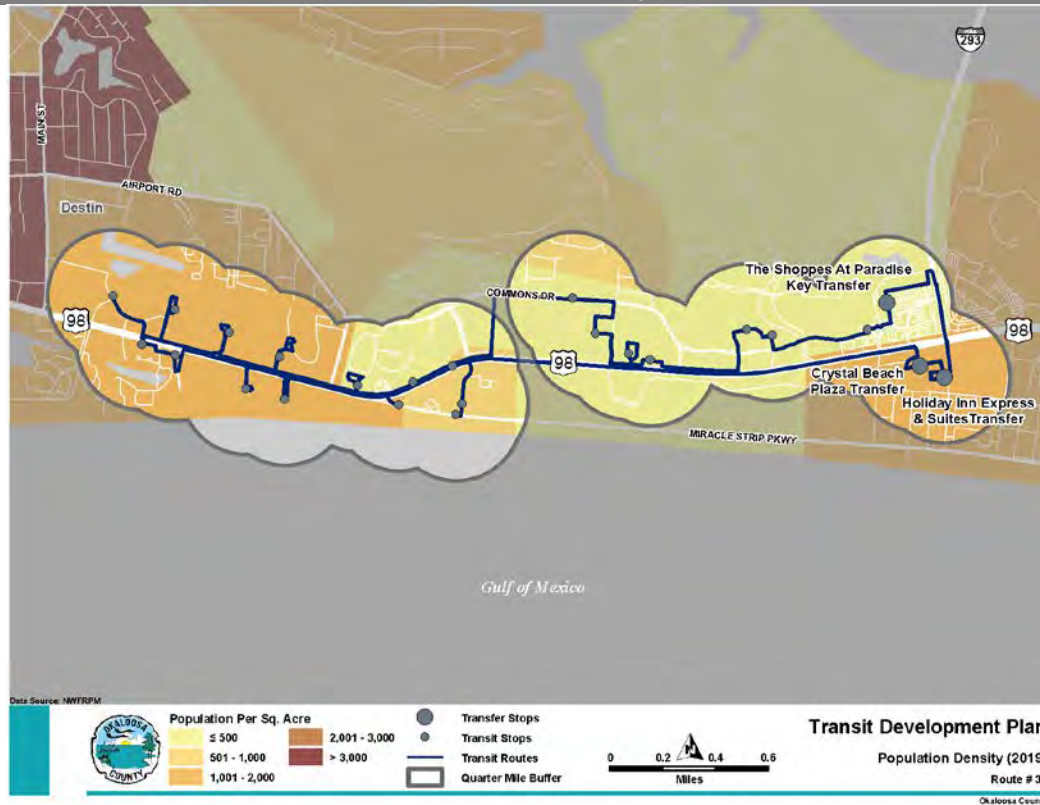 293
MAIN ST
AIRPORT RD
Destin
The Shoppes At Paradise
Key Transfer
COMMONS DR
98
98
98
Crystal Beach
Plaza Transfer
Holiday Inn Express
& Suites Transfer
MIRACLE STRIP PKWY
Gulf of Mexico
Data Source: NWFRPM
OKALOOSA
COUNTY
Population Per Sq. Acre
≤ 500
501 - 1,000
1,001 - 2,000
2,001 - 3,000
> 3,000
Transfer Stops
Transit Stops
Transit Routes
Quarter Mile Buffer
N
0 0.2 0.4 0.6
Miles
Transit Development Plan
Population Density (2019
Route # 3
Okaloosa Coun